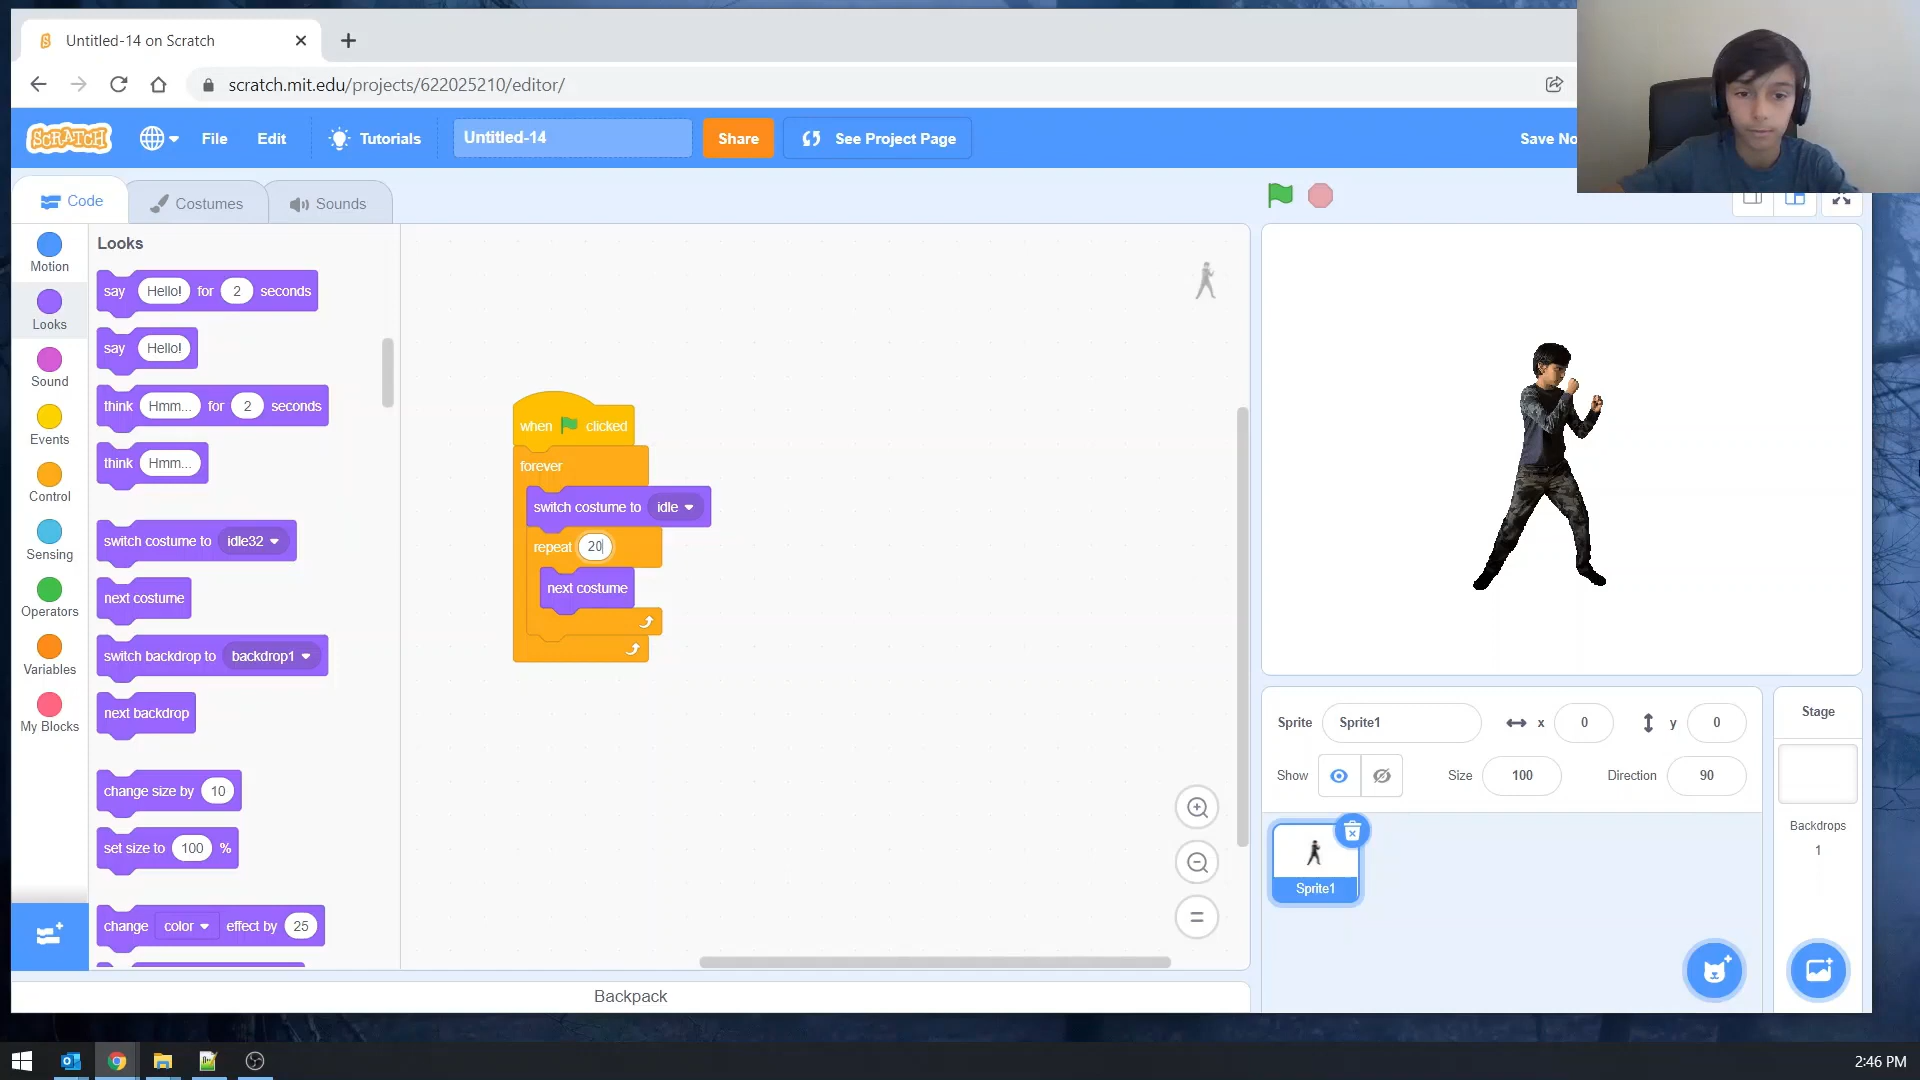 Untitled-14 on Scratch
scratch.mit.edu/projects/622025210/editor/
SCRATCH
File
Edit
Tutorials
Untitled-14
Share
See Project Page
Save No
Code
Costumes
Sounds
Motion
Looks
Sound
Events
Control
Sensing
Operators
Variables
My Blocks
Looks
say Hello! for 2 seconds
say Hello!
think Hmm... for 2 seconds
think Hmm...
switch costume to idle32
next costume
switch backdrop to backdrop1
next backdrop
change size by 10
set size to 100 %
change color effect by 25
when clicked
forever
switch costume to idle
repeat 20
next costume
Backpack
Sprite Sprite1 x 0 y 0
Show Size 100 Direction 90
Sprite1
Stage
Backdrops
1
2:46 PM